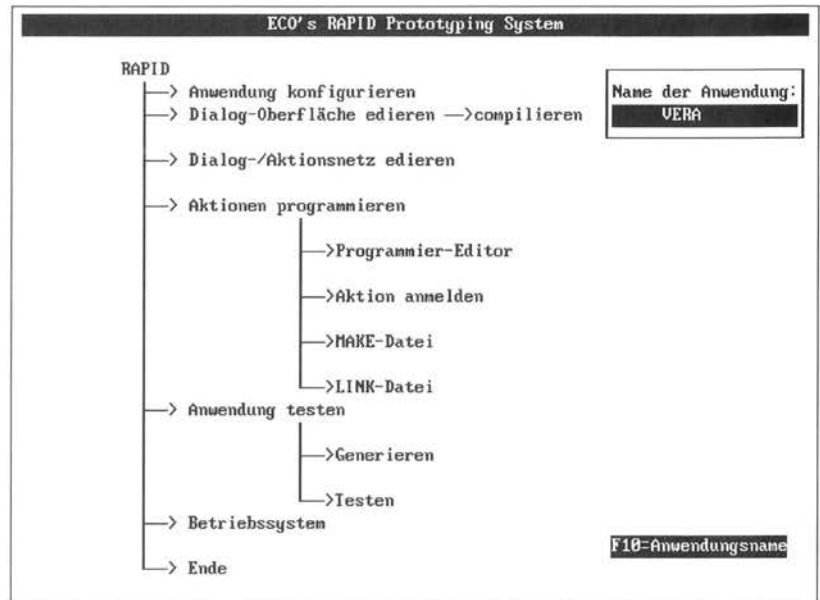 ECO's RAPID Prototyping System
RAPID
Name der Anwendung:
VERA
—> Anwendung konfigurieren
—> Dialog-Oberfläche edieren —>compilieren
—> Dialog-/Aktionsnetz edieren
—> Aktionen programmieren
—>Programmier-Editor
—>Aktion anmelden
—>MAKE-Datei
—>LINK-Datei
—> Anwendung testen
—>Generieren
—>Testen
—> Betriebssystem
—> Ende
F10=Anwendungsname